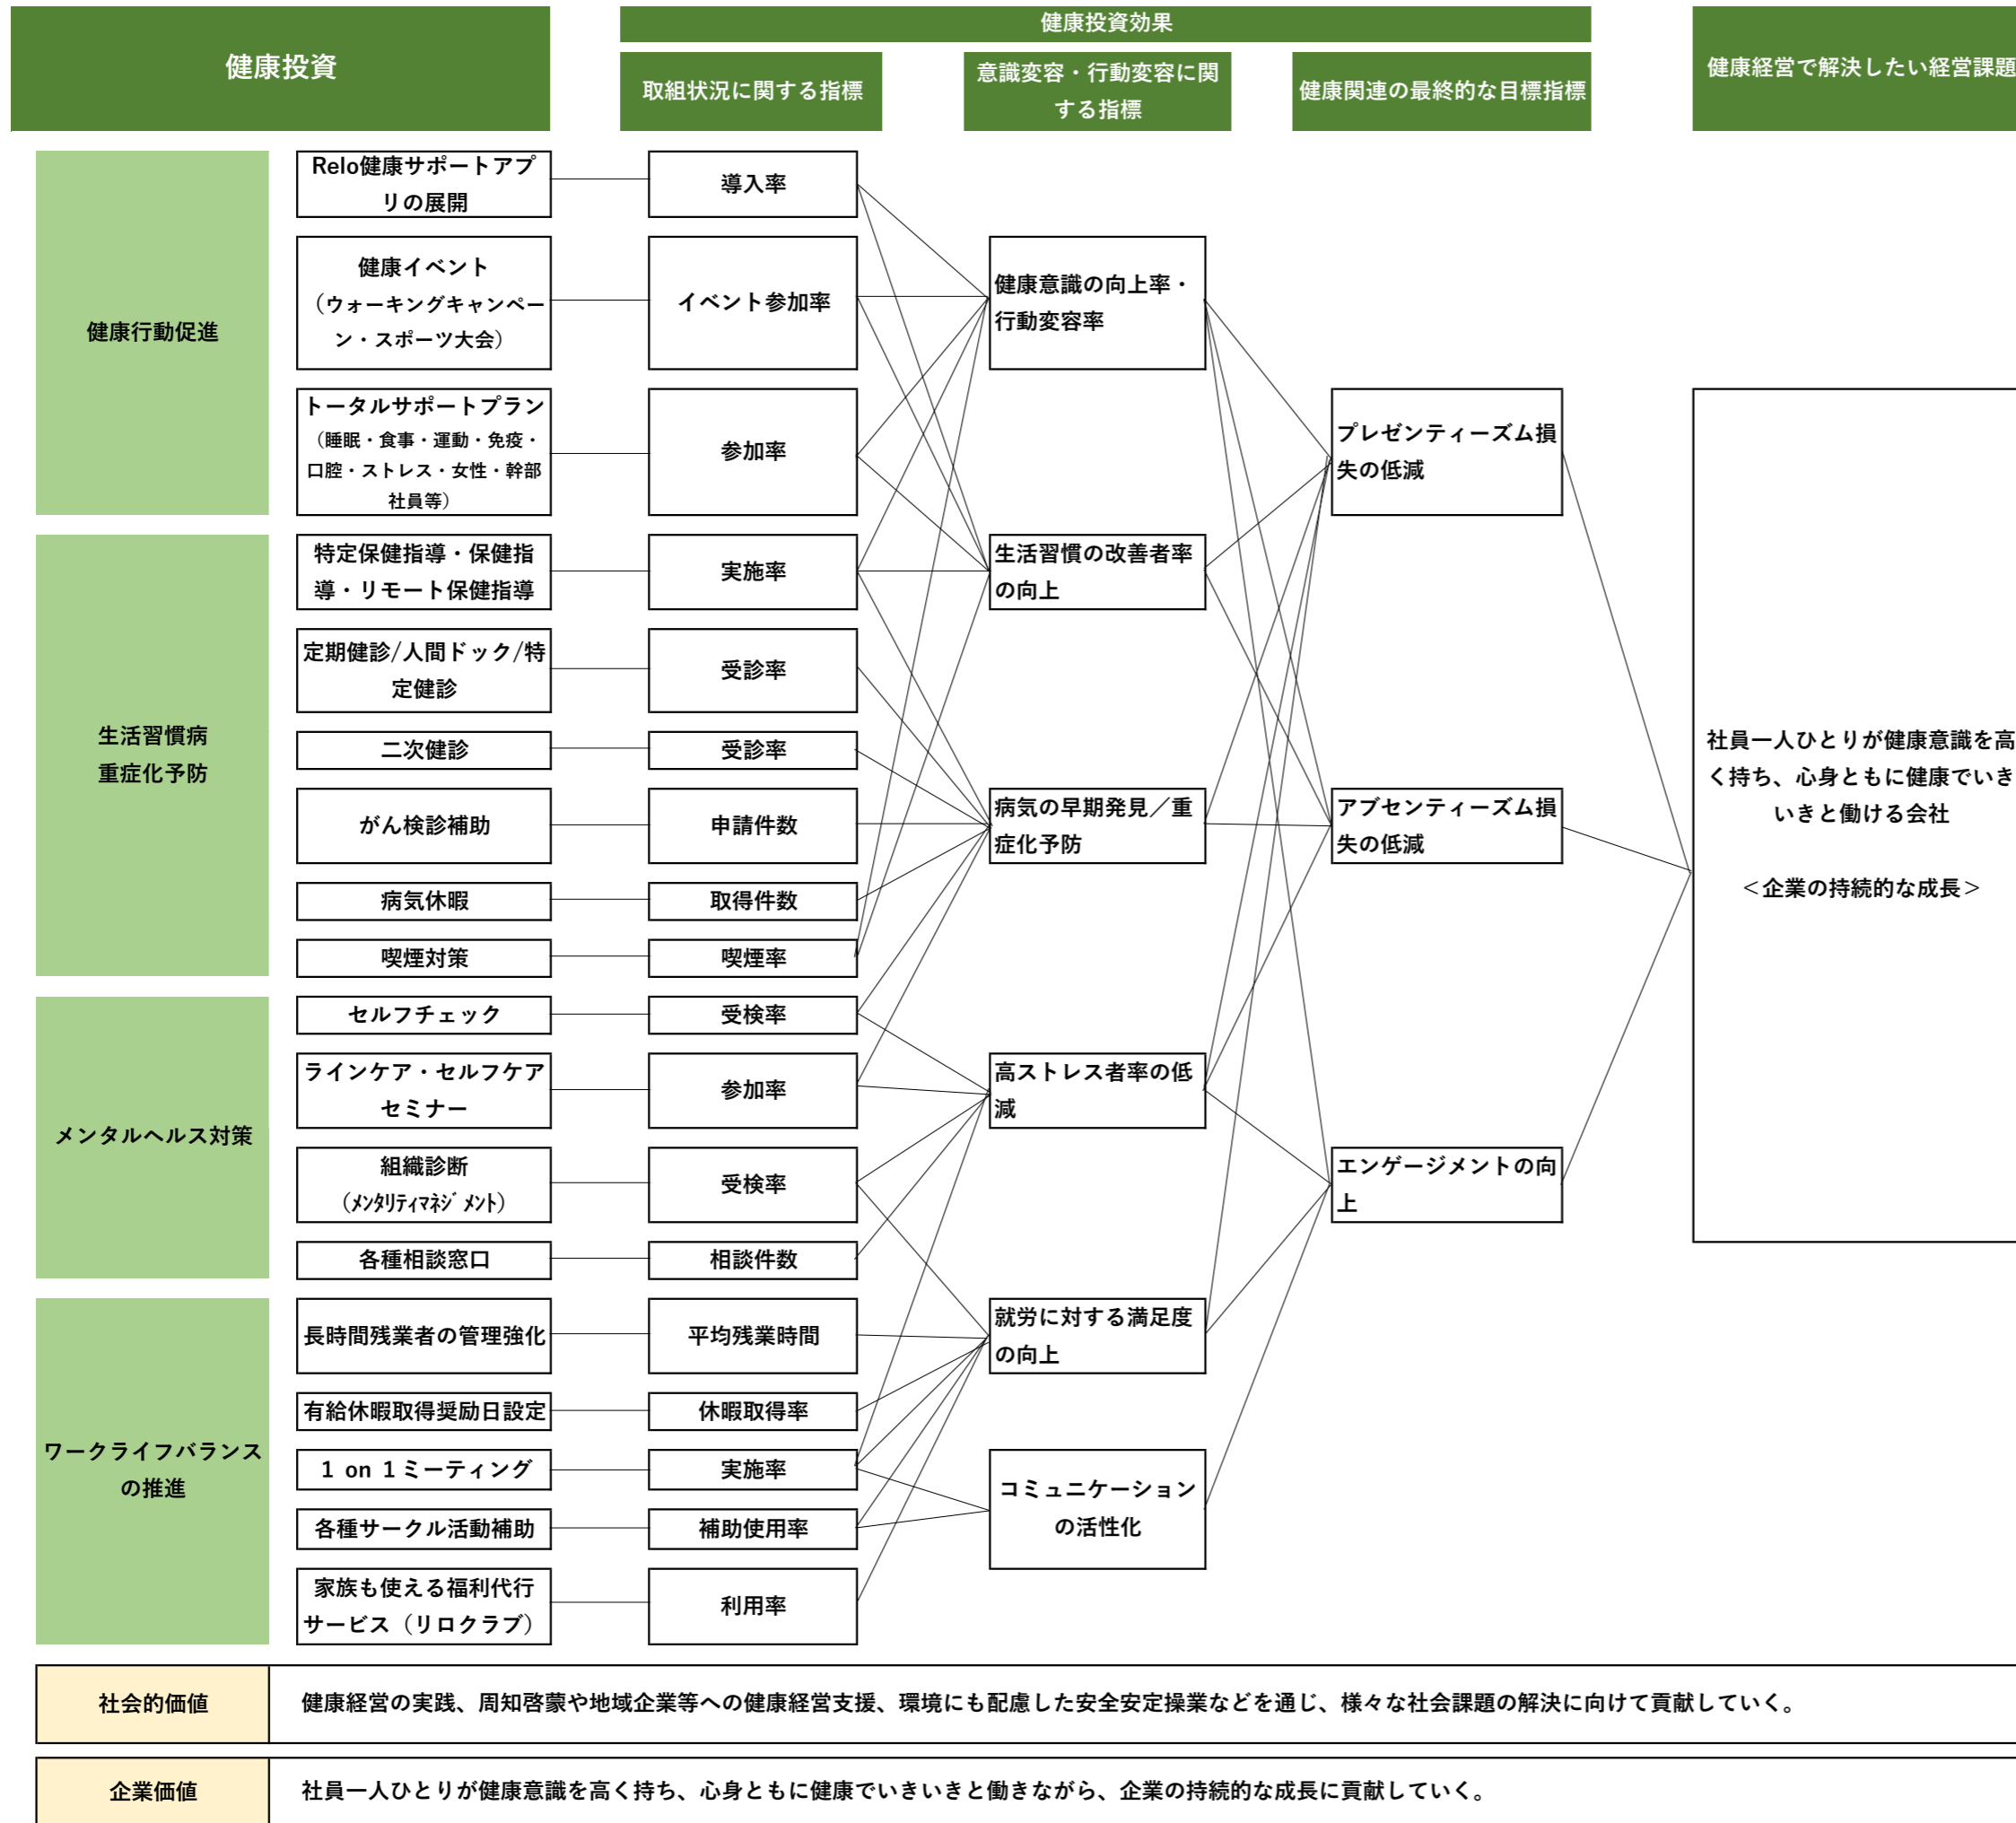 健康投資
健康投資効果
健康経営で解決したい経営課題
取組状況に関する指標
意識変容・行動変容に関
する指標
健康関連の最終的な目標指標
健康行動促進
Relo健康サポートアプ
リの展開
導入率
健康イベント
（ウォーキングキャンペー
ン・スポーツ大会）
イベント参加率
健康意識の向上率・
行動変容率
トータルサポートプラン
（睡眠・食事・運動・免疫・
口腔・ストレス・女性・幹部
社員等）
参加率
プレゼンティーズム損
失の低減
生活習慣病
重症化予防
特定保健指導・保健指
導・リモート保健指導
実施率
生活習慣の改善者率
の向上
定期健診/人間ドック/特
定健診
受診率
二次健診
受診率
がん検診補助
申請件数
病気の早期発見／重
症化予防
アブセンティーズム損
失の低減
社員一人ひとりが健康意識を高
く持ち、心身ともに健康でいき
いきと働ける会社
＜企業の持続的な成長＞
病気休暇
取得件数
喫煙対策
喫煙率
メンタルヘルス対策
セルフチェック
受検率
ラインケア・セルフケア
セミナー
参加率
高ストレス者率の低
減
組織診断
（ﾒﾝﾀﾘﾃｨﾏﾈｼﾞﾒﾝﾄ）
受検率
エンゲージメントの向
上
各種相談窓口
相談件数
ワークライフバランス
の推進
長時間残業者の管理強化
平均残業時間
就労に対する満足度
の向上
有給休暇取得奨励日設定
休暇取得率
１ on １ミーティング
実施率
コミュニケーション
の活性化
各種サークル活動補助
補助使用率
家族も使える福利代行
サービス（リロクラブ）
利用率
社会的価値
健康経営の実践、周知啓蒙や地域企業等への健康経営支援、環境にも配慮した安全安定操業などを通じ、様々な社会課題の解決に向けて貢献していく。
企業価値
社員一人ひとりが健康意識を高く持ち、心身ともに健康でいきいきと働きながら、企業の持続的な成長に貢献していく。